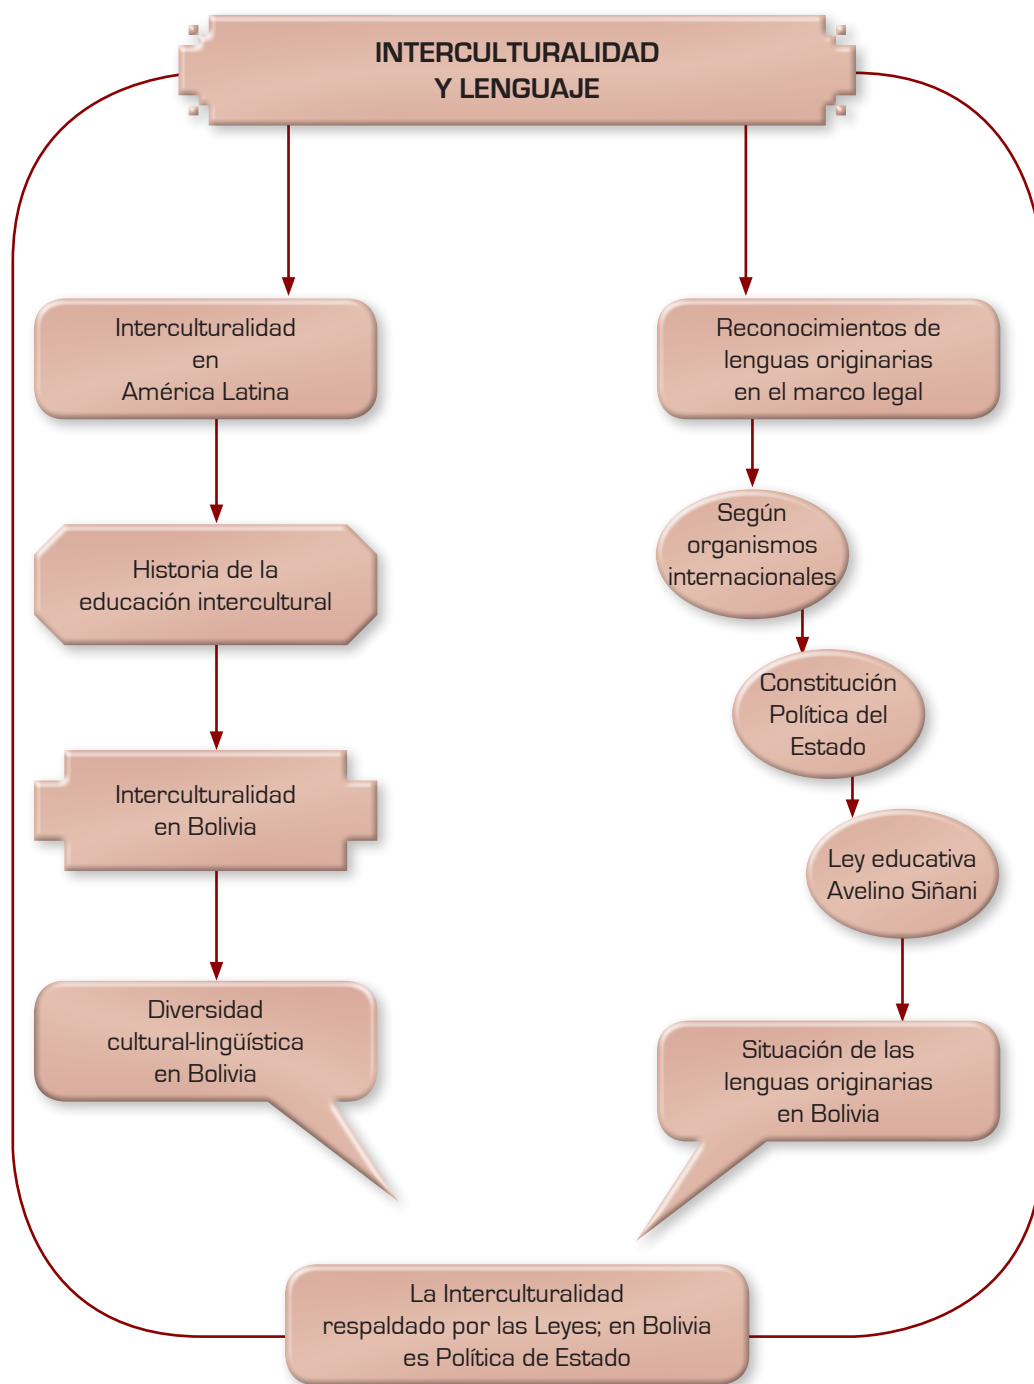 INTERCULTURALIDAD
Y LENGUAJE
Interculturalidad
en
América Latina
Historia de la
educación intercultural
Interculturalidad
en Bolivia
Diversidad
cultural-lingüística
en Bolivia
Reconocimientos de
lenguas originarias
en el marco legal
Según
organismos
internacionales
Constitución
Política del
Estado
Ley educativa
Avelino Siñani
Situación de las
lenguas originarias
en Bolivia
La Interculturalidad
respaldado por las Leyes; en Bolivia
es Política de Estado